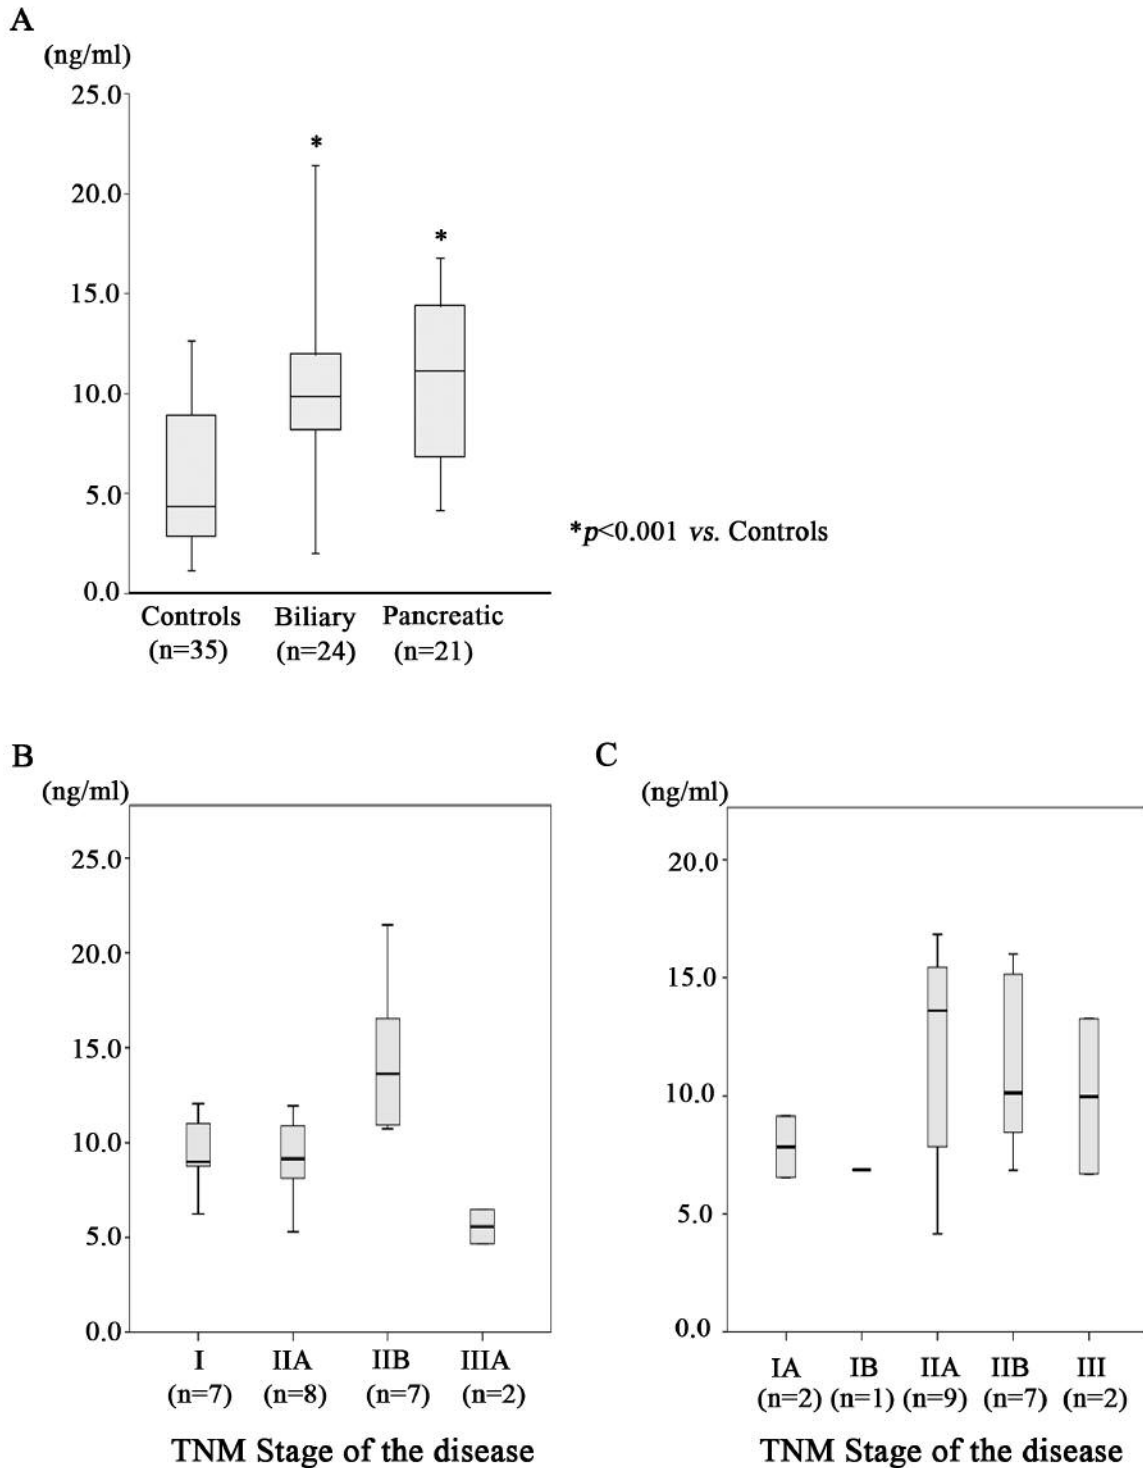 A
(ng/ml)
25.0
20.0
15.0
10.0
5.0
0.0
*
*
*p<0.001 vs. Controls
Controls Biliary Pancreatic
(n=35) (n=24) (n=21)
B
(ng/ml)
25.0
20.0
15.0
10.0
5.0
0.0
I IIA IIB IIIA
(n=7) (n=8) (n=7) (n=2)
TNM Stage of the disease
C
(ng/ml)
20.0
15.0
10.0
5.0
0.0
IA IB IIA IIB III
(n=2) (n=1) (n=9) (n=7) (n=2)
TNM Stage of the disease